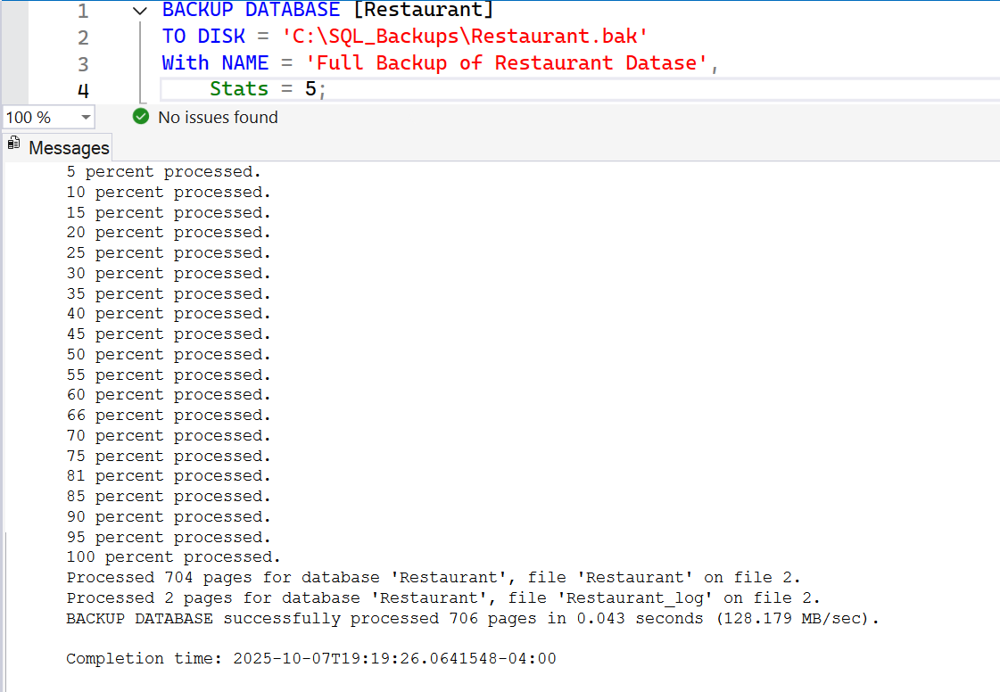 1 BACKUP DATABASE [Restaurant]
2 TO DISK = 'C:\SQL_Backups\Restaurant.bak'
3 With NAME = 'Full Backup of Restaurant Datase',
4 Stats = 5;
100 % No issues found
Messages
5 percent processed.
10 percent processed.
15 percent processed.
20 percent processed.
25 percent processed.
30 percent processed.
35 percent processed.
40 percent processed.
45 percent processed.
50 percent processed.
55 percent processed.
60 percent processed.
66 percent processed.
70 percent processed.
75 percent processed.
81 percent processed.
85 percent processed.
90 percent processed.
95 percent processed.
100 percent processed.
Processed 704 pages for database 'Restaurant', file 'Restaurant' on file 2.
Processed 2 pages for database 'Restaurant', file 'Restaurant_log' on file 2.
BACKUP DATABASE successfully processed 706 pages in 0.043 seconds (128.179 MB/sec).
Completion time: 2025-10-07T19:19:26.0641548-04:00